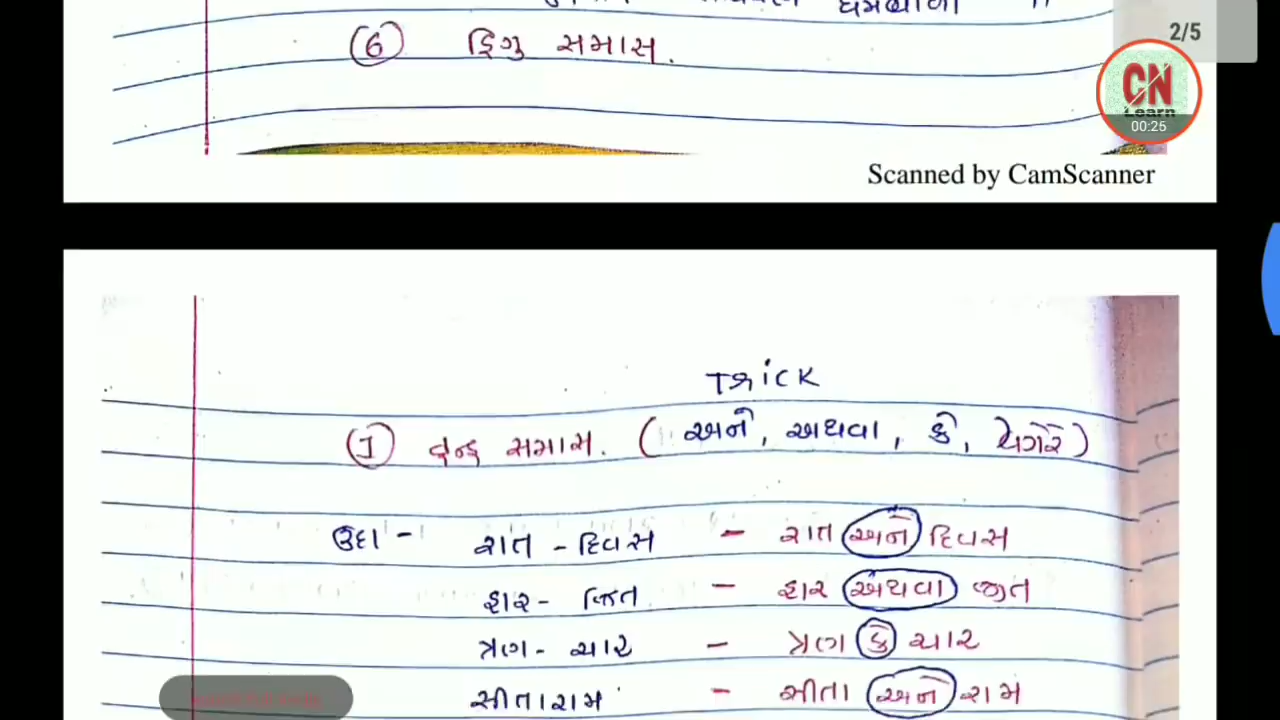 2/5
CN
Learn
00:25
6 દ્વિગુ સમાસ.
Scanned by CamScanner
Trick
1 દ્વન્દ્વ સમાસ. ( અને, અથવા, કે, વગેરે )
ઉદા - રાત - દિવસ - રાત અને દિવસ
હાર - જિત - હાર અથવા જીત
ત્રણ - ચાર - ત્રણ કે ચાર
સીતારામ - સીતા અને રામ